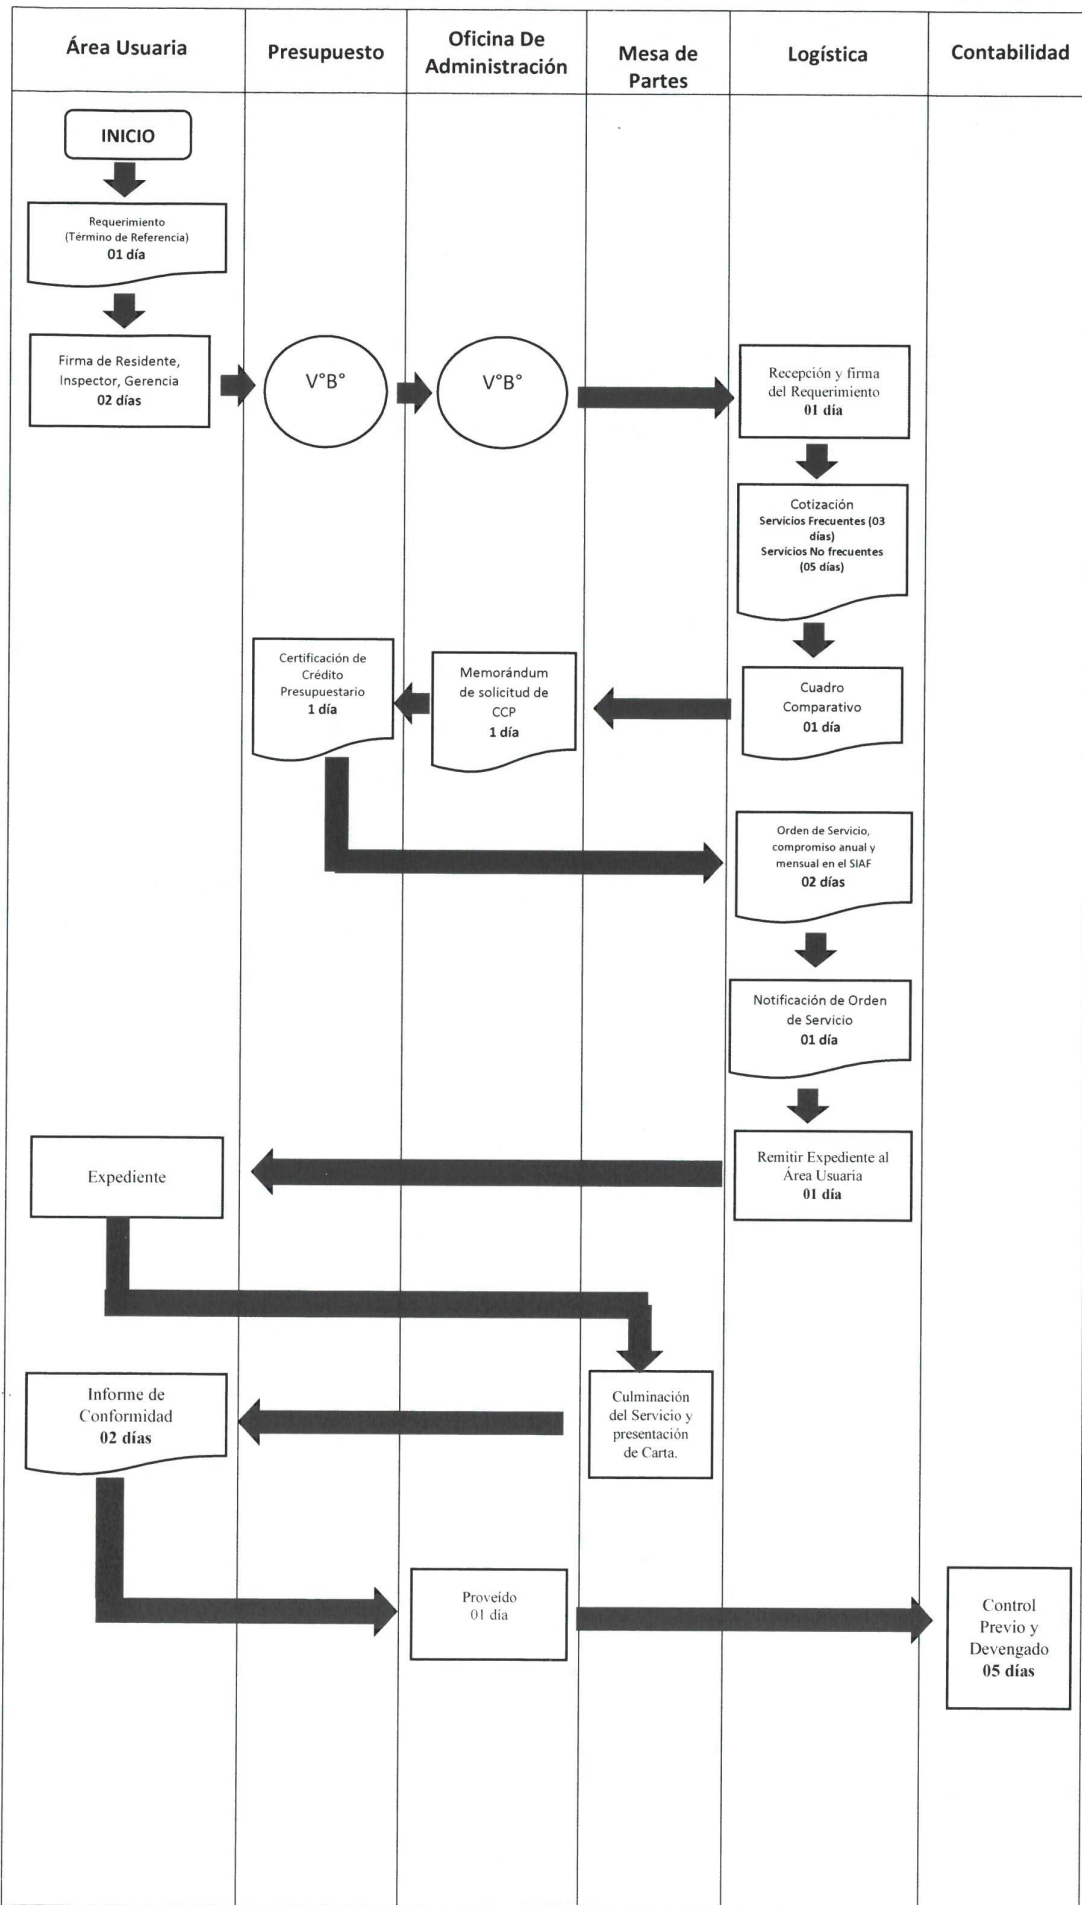 Área Usuaria
Presupuesto
Oficina De
Administración
Mesa de
Partes
Logística
Contabilidad
INICIO
Requerimiento
(Término de Referencia)
01 día
Firma de Residente,
Inspector, Gerencia
02 días
V°B°
V°B°
Recepción y firma
del Requerimiento
01 día
Cotización
Servicios Frecuentes (03
días)
Servicios No frecuentes
(05 días)
Cuadro
Comparativo
01 día
Memorándum
de solicitud de
CCP
1 día
Certificación de
Crédito
Presupuestario
1 día
Orden de Servicio,
compromiso anual y
mensual en el SIAF
02 días
Notificación de Orden
de Servicio
01 día
Remitir Expediente al
Área Usuaria
01 día
Expediente
Culminación
del Servicio y
presentación
de Carta.
Informe de
Conformidad
02 días
Proveído
01 día
Control
Previo y
Devengado
05 días